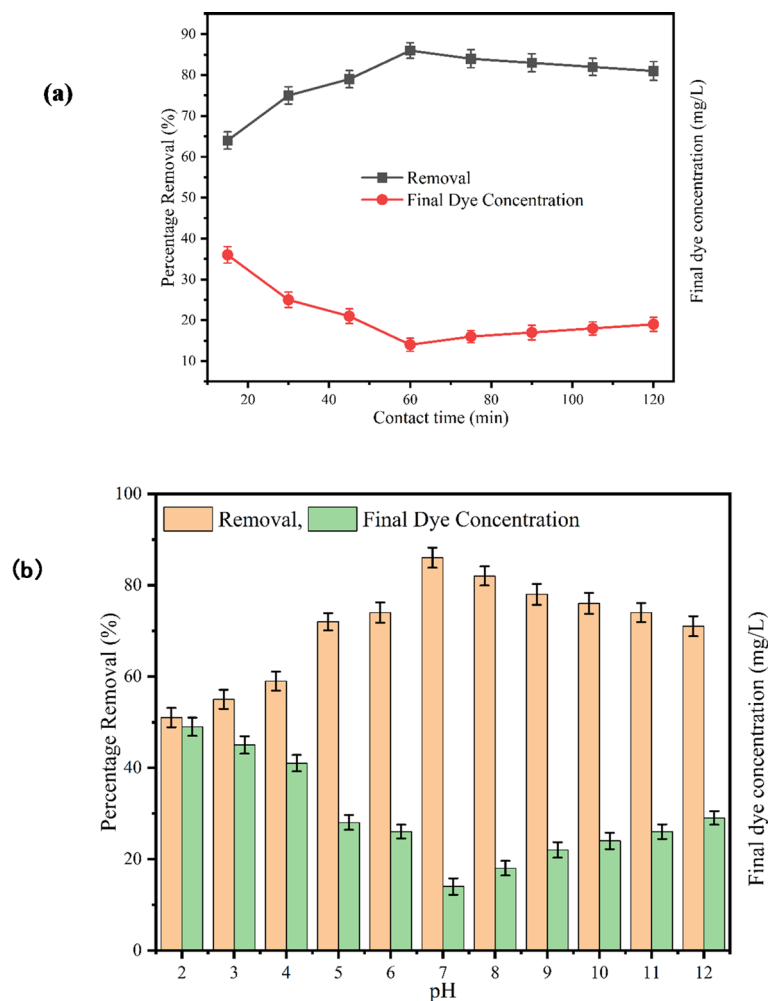 (a)
Percentage Removal (%)
90
80
70
60
50
40
30
20
10
Removal
Final Dye Concentration
20
40
60
80
100
120
Contact time (min)
Final dye concentration (mg/L)
(b)
Percentage Removal (%)
100
80
60
40
20
0
Removal, Final Dye Concentration
2
3
4
5
6
7
8
9
10
11
12
pH
Final dye concentration (mg/L)